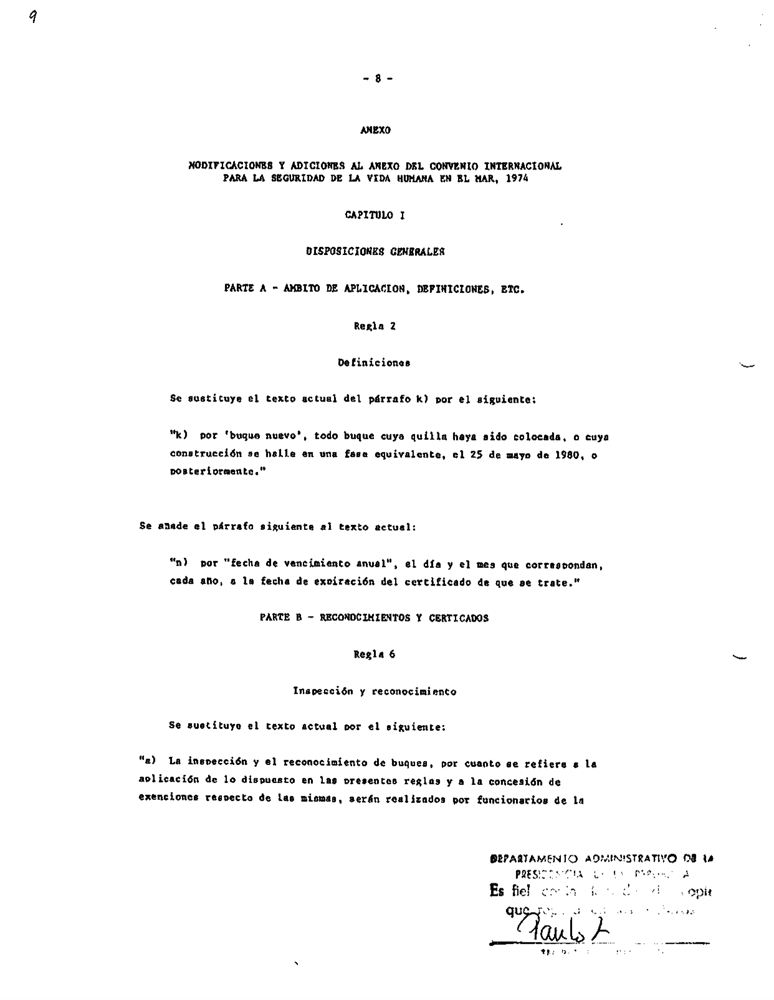 9
- 8 -
ANEXO
MODIFICACIONES Y ADICIONES AL ANEXO DEL CONVENIO INTERNACIONAL
PARA LA SEGURIDAD DE LA VIDA HUMANA EN EL MAR, 1974
CAPITULO I
DISPOSICIONES GENERALES
PARTE A - AMBITO DE APLICACION, DEFINICIONES, ETC.
Regla 2
Definiciones
Se sustituye el texto actual del párrafo k) por el siguiente:
"k) por 'buque nuevo', todo buque cuya quilla haya sido colocada, o cuya
construcción se halle en una fase equivalente, el 25 de mayo de 1980, o
posteriormente."
Se añade el párrafo siguiente al texto actual:
"n) por "fecha de vencimiento anual", el día y el mes que correspondan,
cada año, a la fecha de expiración del certificado de que se trate."
PARTE B - RECONOCIMIENTOS Y CERTICADOS
Regla 6
Inspección y reconocimiento
Se sustituye el texto actual por el siguiente:
"a) La inspección y el reconocimiento de buques, por cuanto se refiere a la
aplicación de lo dispuesto en las presentes reglas y a la concesión de
exenciones respecto de las mismas, serán realizados por funcionarios de la
DEPARTAMENTO ADMINISTRATIVO DE LA
PRESIDENCIA
Es fiel
que